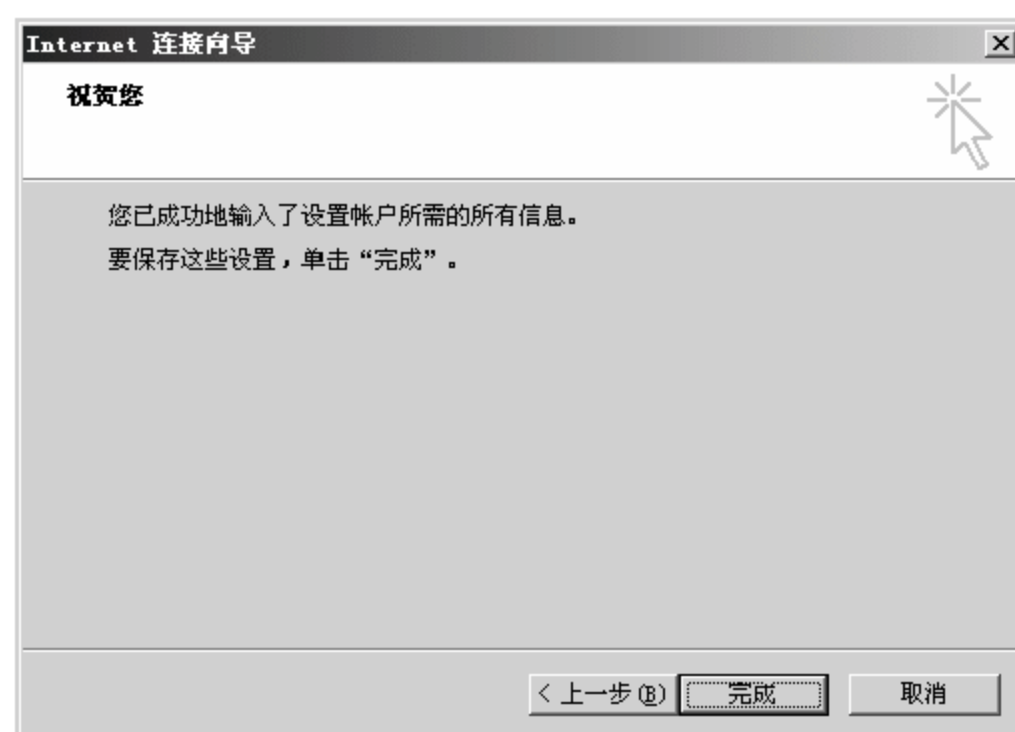 Internet 连接向导
祝贺您
您已成功地输入了设置帐户所需的所有信息。
要保存这些设置，单击“完成”。
< 上一步(B) 完成 取消